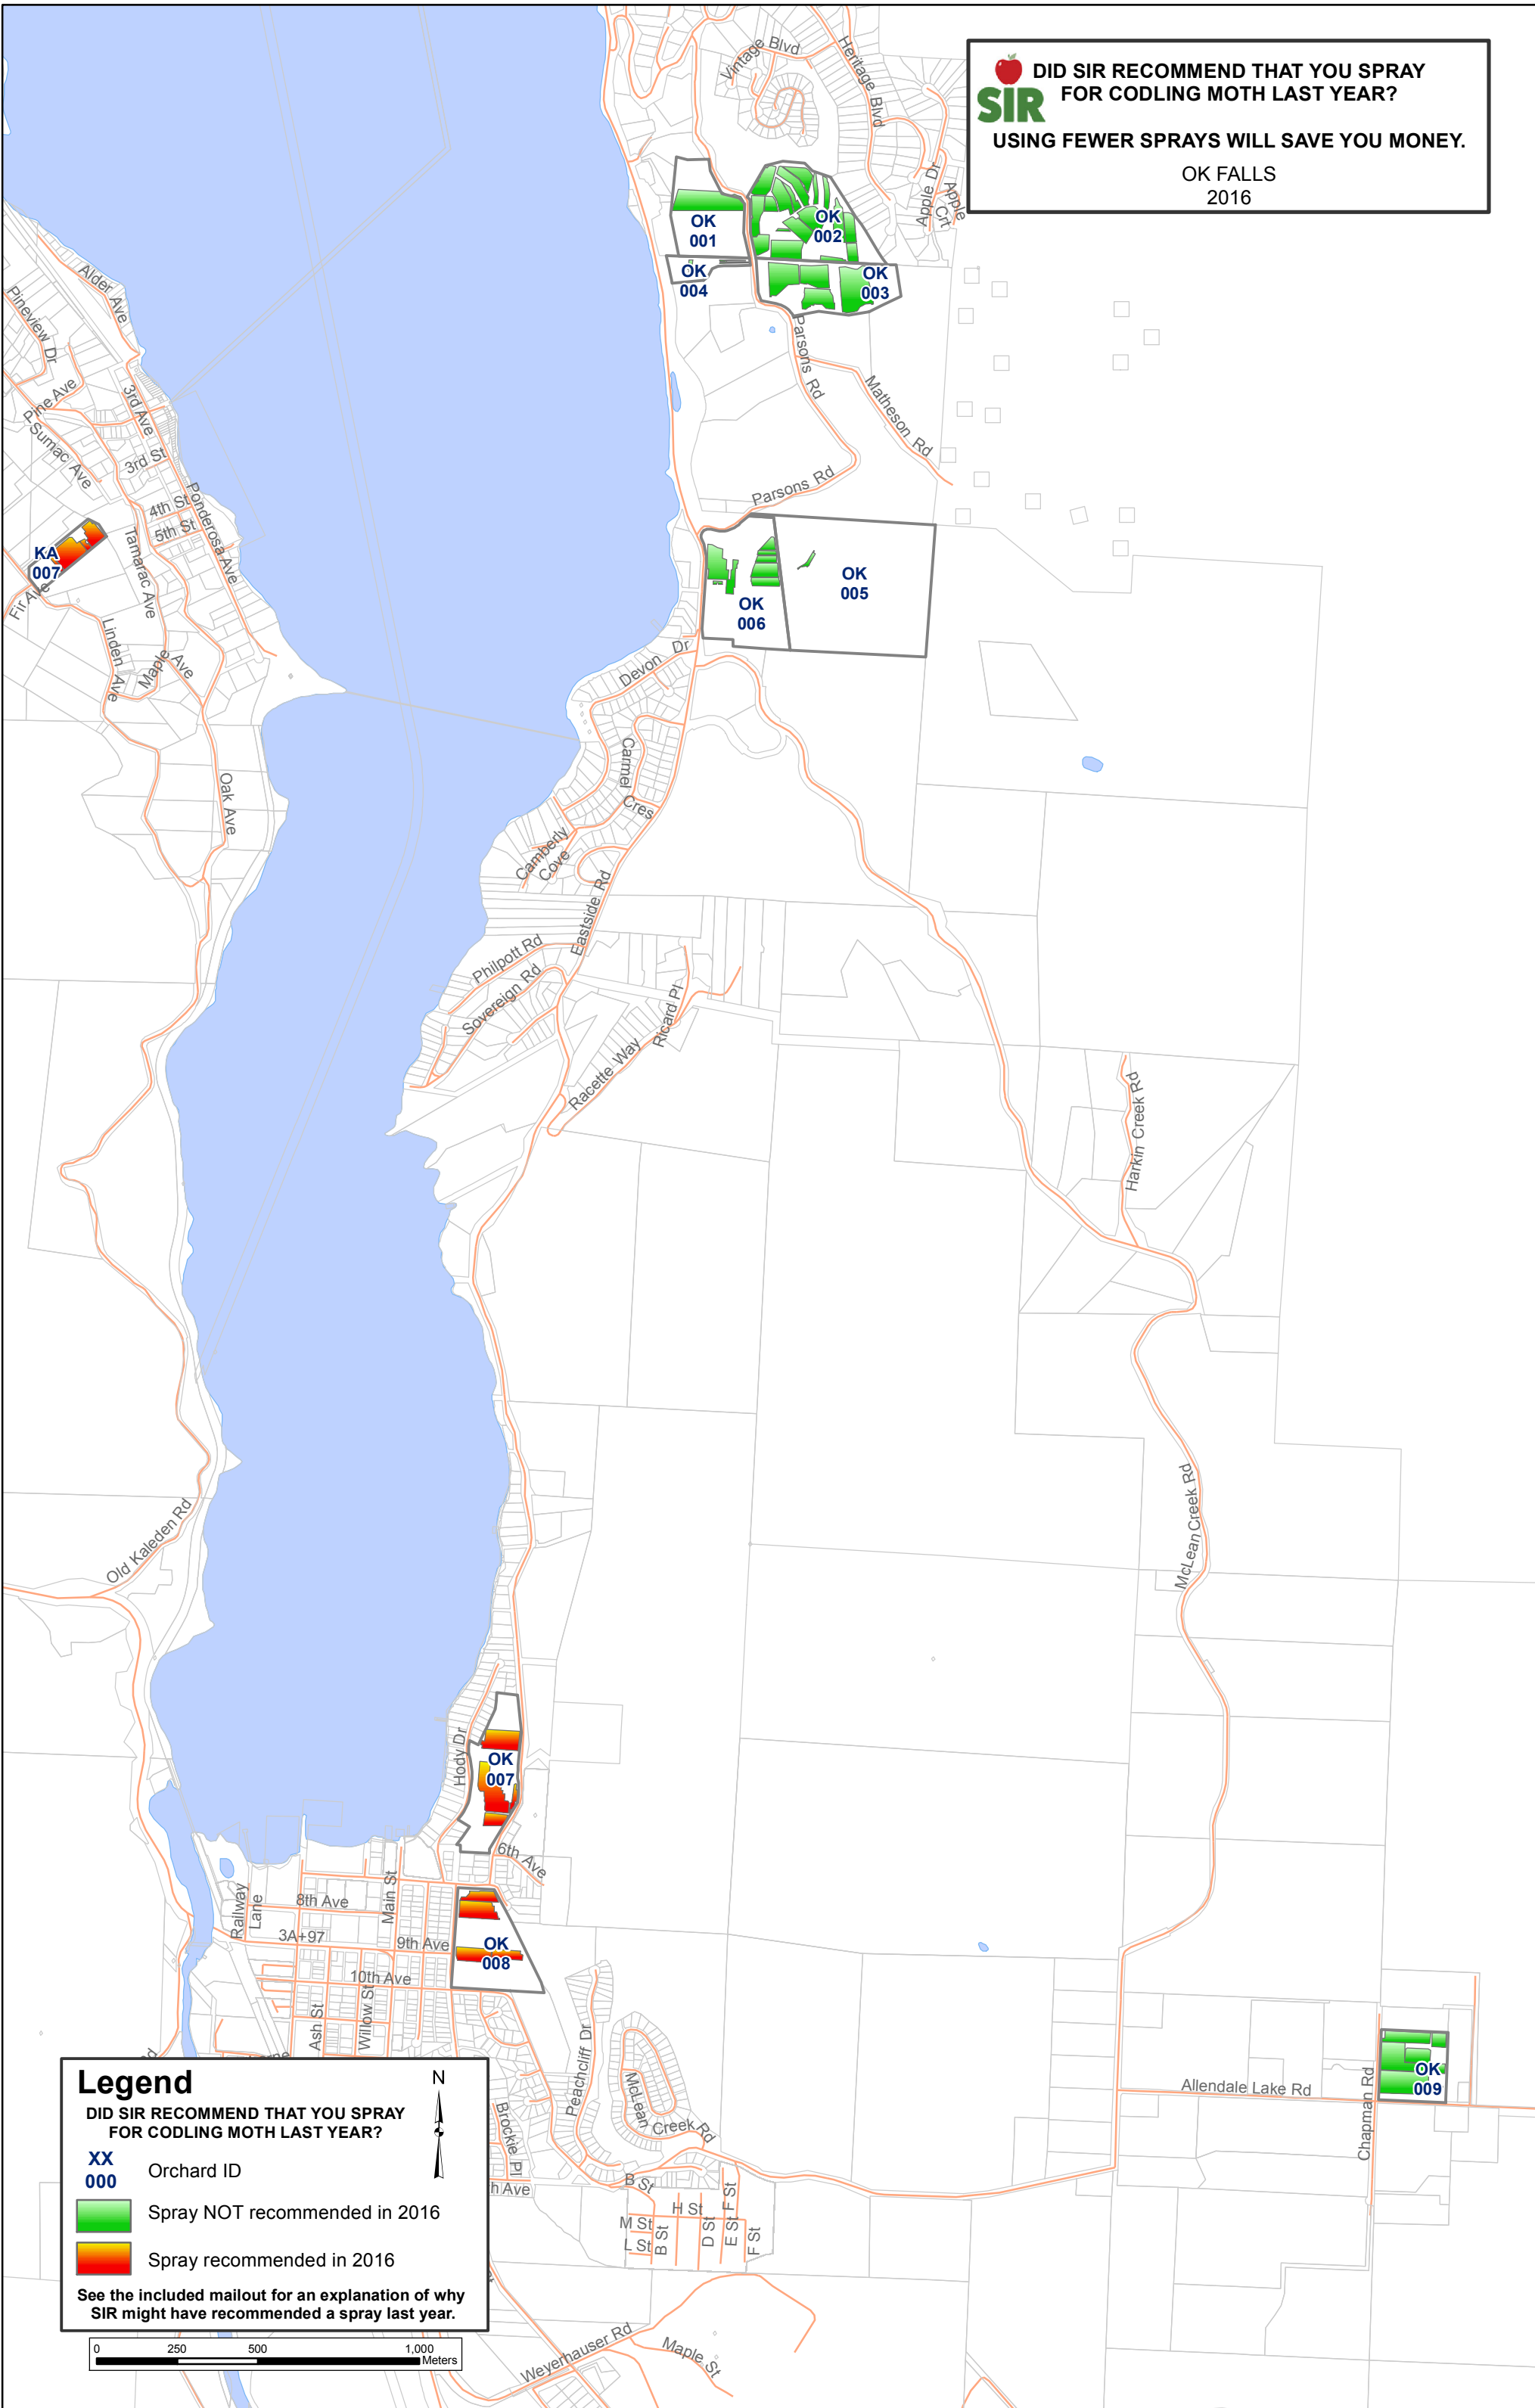 SIR
DID SIR RECOMMEND THAT YOU SPRAY
FOR CODLING MOTH LAST YEAR?
USING FEWER SPRAYS WILL SAVE YOU MONEY.
OK FALLS
2016
Vintage Blvd
Heritage Blvd
Apple Dr
Apple
Crt
OK
001
OK
002
OK
004
OK
003
Alder Ave
Pineview Dr
Pine Ave
Sumac Ave
3rd Ave
3rd St
4th St
5th St
Ponderosa Ave
Tamarac Ave
KA
007
Fir Ave
Linden
Ave
Maple
Ave
Oak Ave
Parsons Rd
Matheson Rd
Parsons Rd
OK
005
OK
006
Devon Dr
Carmel
Cres
Camberly
Cove
Eastside Rd
Philpott Rd
Sovereign Rd
Ricard Pl
Racette Way
Harkin Creek Rd
McLean Creek Rd
Old Kaleden Rd
Hody Dr
OK
007
6th Ave
Railway
Lane
8th Ave
Main St
3A+97
9th Ave
10th Ave
OK
008
Ash St
Willow St
Peachcliff Dr
McLean
Creek Rd
Brockie Pl
h Ave
B St
H St
M St
L St
B St
D St
E St
F St
F St
Allendale Lake Rd
Chapman Rd
OK
009
Weyerhauser Rd
Maple St
Legend
N
DID SIR RECOMMEND THAT YOU SPRAY
FOR CODLING MOTH LAST YEAR?
XX
000
Orchard ID
Spray NOT recommended in 2016
Spray recommended in 2016
See the included mailout for an explanation of why
SIR might have recommended a spray last year.
0 250 500 1,000
Meters